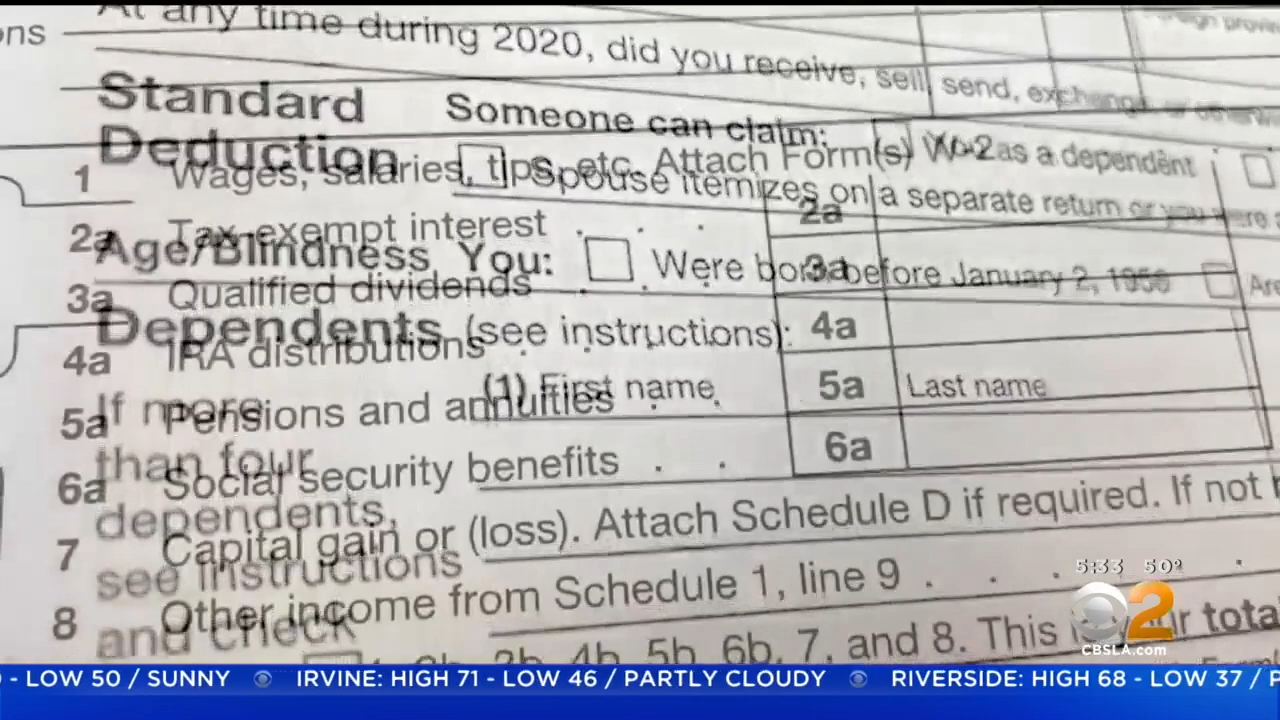 ons
At any time during 2020, did you receive, sell, send, exchange
Standard
Deduction
Someone can claim:
as a dependent
Spouse itemizes on a separate return or you were
Age/Blindness You:
Were born before January 2,
Are
Dependents (see instructions):
(1) First name
Last name
If more
than four
dependents,
see instructions
and check
1 Wages, salaries, tips, etc. Attach Form(s) W-2
2a Tax-exempt interest . . . 2a
3a Qualified dividends . . . 3a
4a IRA distributions . . . 4a
5a Pensions and annuities . . 5a
6a Social security benefits . . 6a
7 Capital gain or (loss). Attach Schedule D if required. If not
8 Other income from Schedule 1, line 9 . . . . .
2b, 3b, 4b, 5b, 6b, 7, and 8. This is your total
5:33 50°
2
CBSLA.com
- LOW 50 / SUNNY IRVINE: HIGH 71 - LOW 46 / PARTLY CLOUDY RIVERSIDE: HIGH 68 - LOW 37 / P